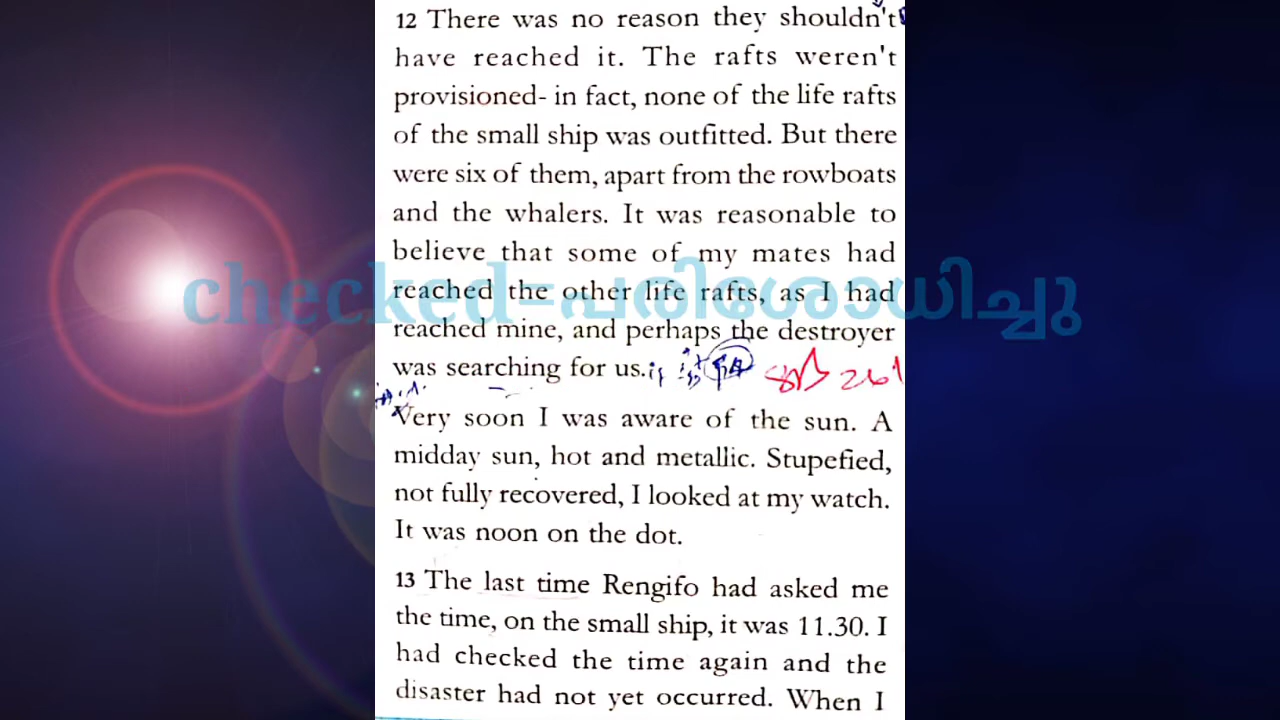 12 There was no reason they shouldn't
have reached it. The rafts weren't
provisioned- in fact, none of the life rafts
of the small ship was outfitted. But there
were six of them, apart from the rowboats
and the whalers. It was reasonable to
believe that some of my mates had
checked=പരിശോധിച്ചു
reached the other life rafts, as I had
reached mine, and perhaps the destroyer
was searching for us.
Very soon I was aware of the sun. A
midday sun, hot and metallic. Stupefied,
not fully recovered, I looked at my watch.
It was noon on the dot.
13 The last time Rengifo had asked me
the time, on the small ship, it was 11.30. I
had checked the time again and the
disaster had not yet occurred. When I